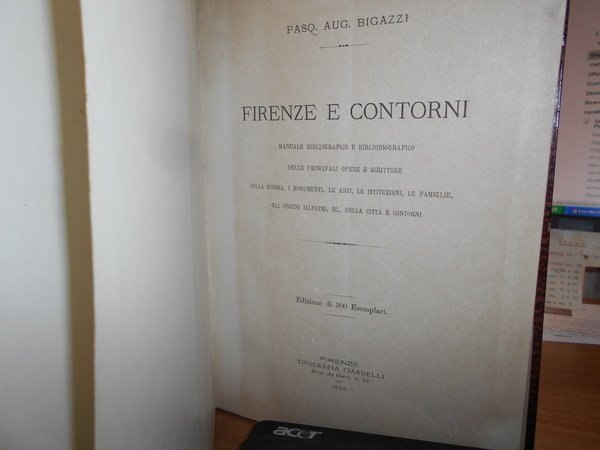 PASQ. AUG. BIGAZZI
FIRENZE E CONTORNI
MANUALE BIBLIOGRAFICO E BIBLIOBIOGRAFICO
DELLE PRINCIPALI OPERE E SCRITTURE
SULLA STORIA, I MONUMENTI, LE ARTI, LE ISTITUZIONI, LE FAMIGLIE,
GLI UOMINI ILLUSTRI, EC., DELLA CITTÀ E CONTORNI
Edizione di 300 Esemplari.
FIRENZE
TIPOGRAFIA CIARDELLI
acer